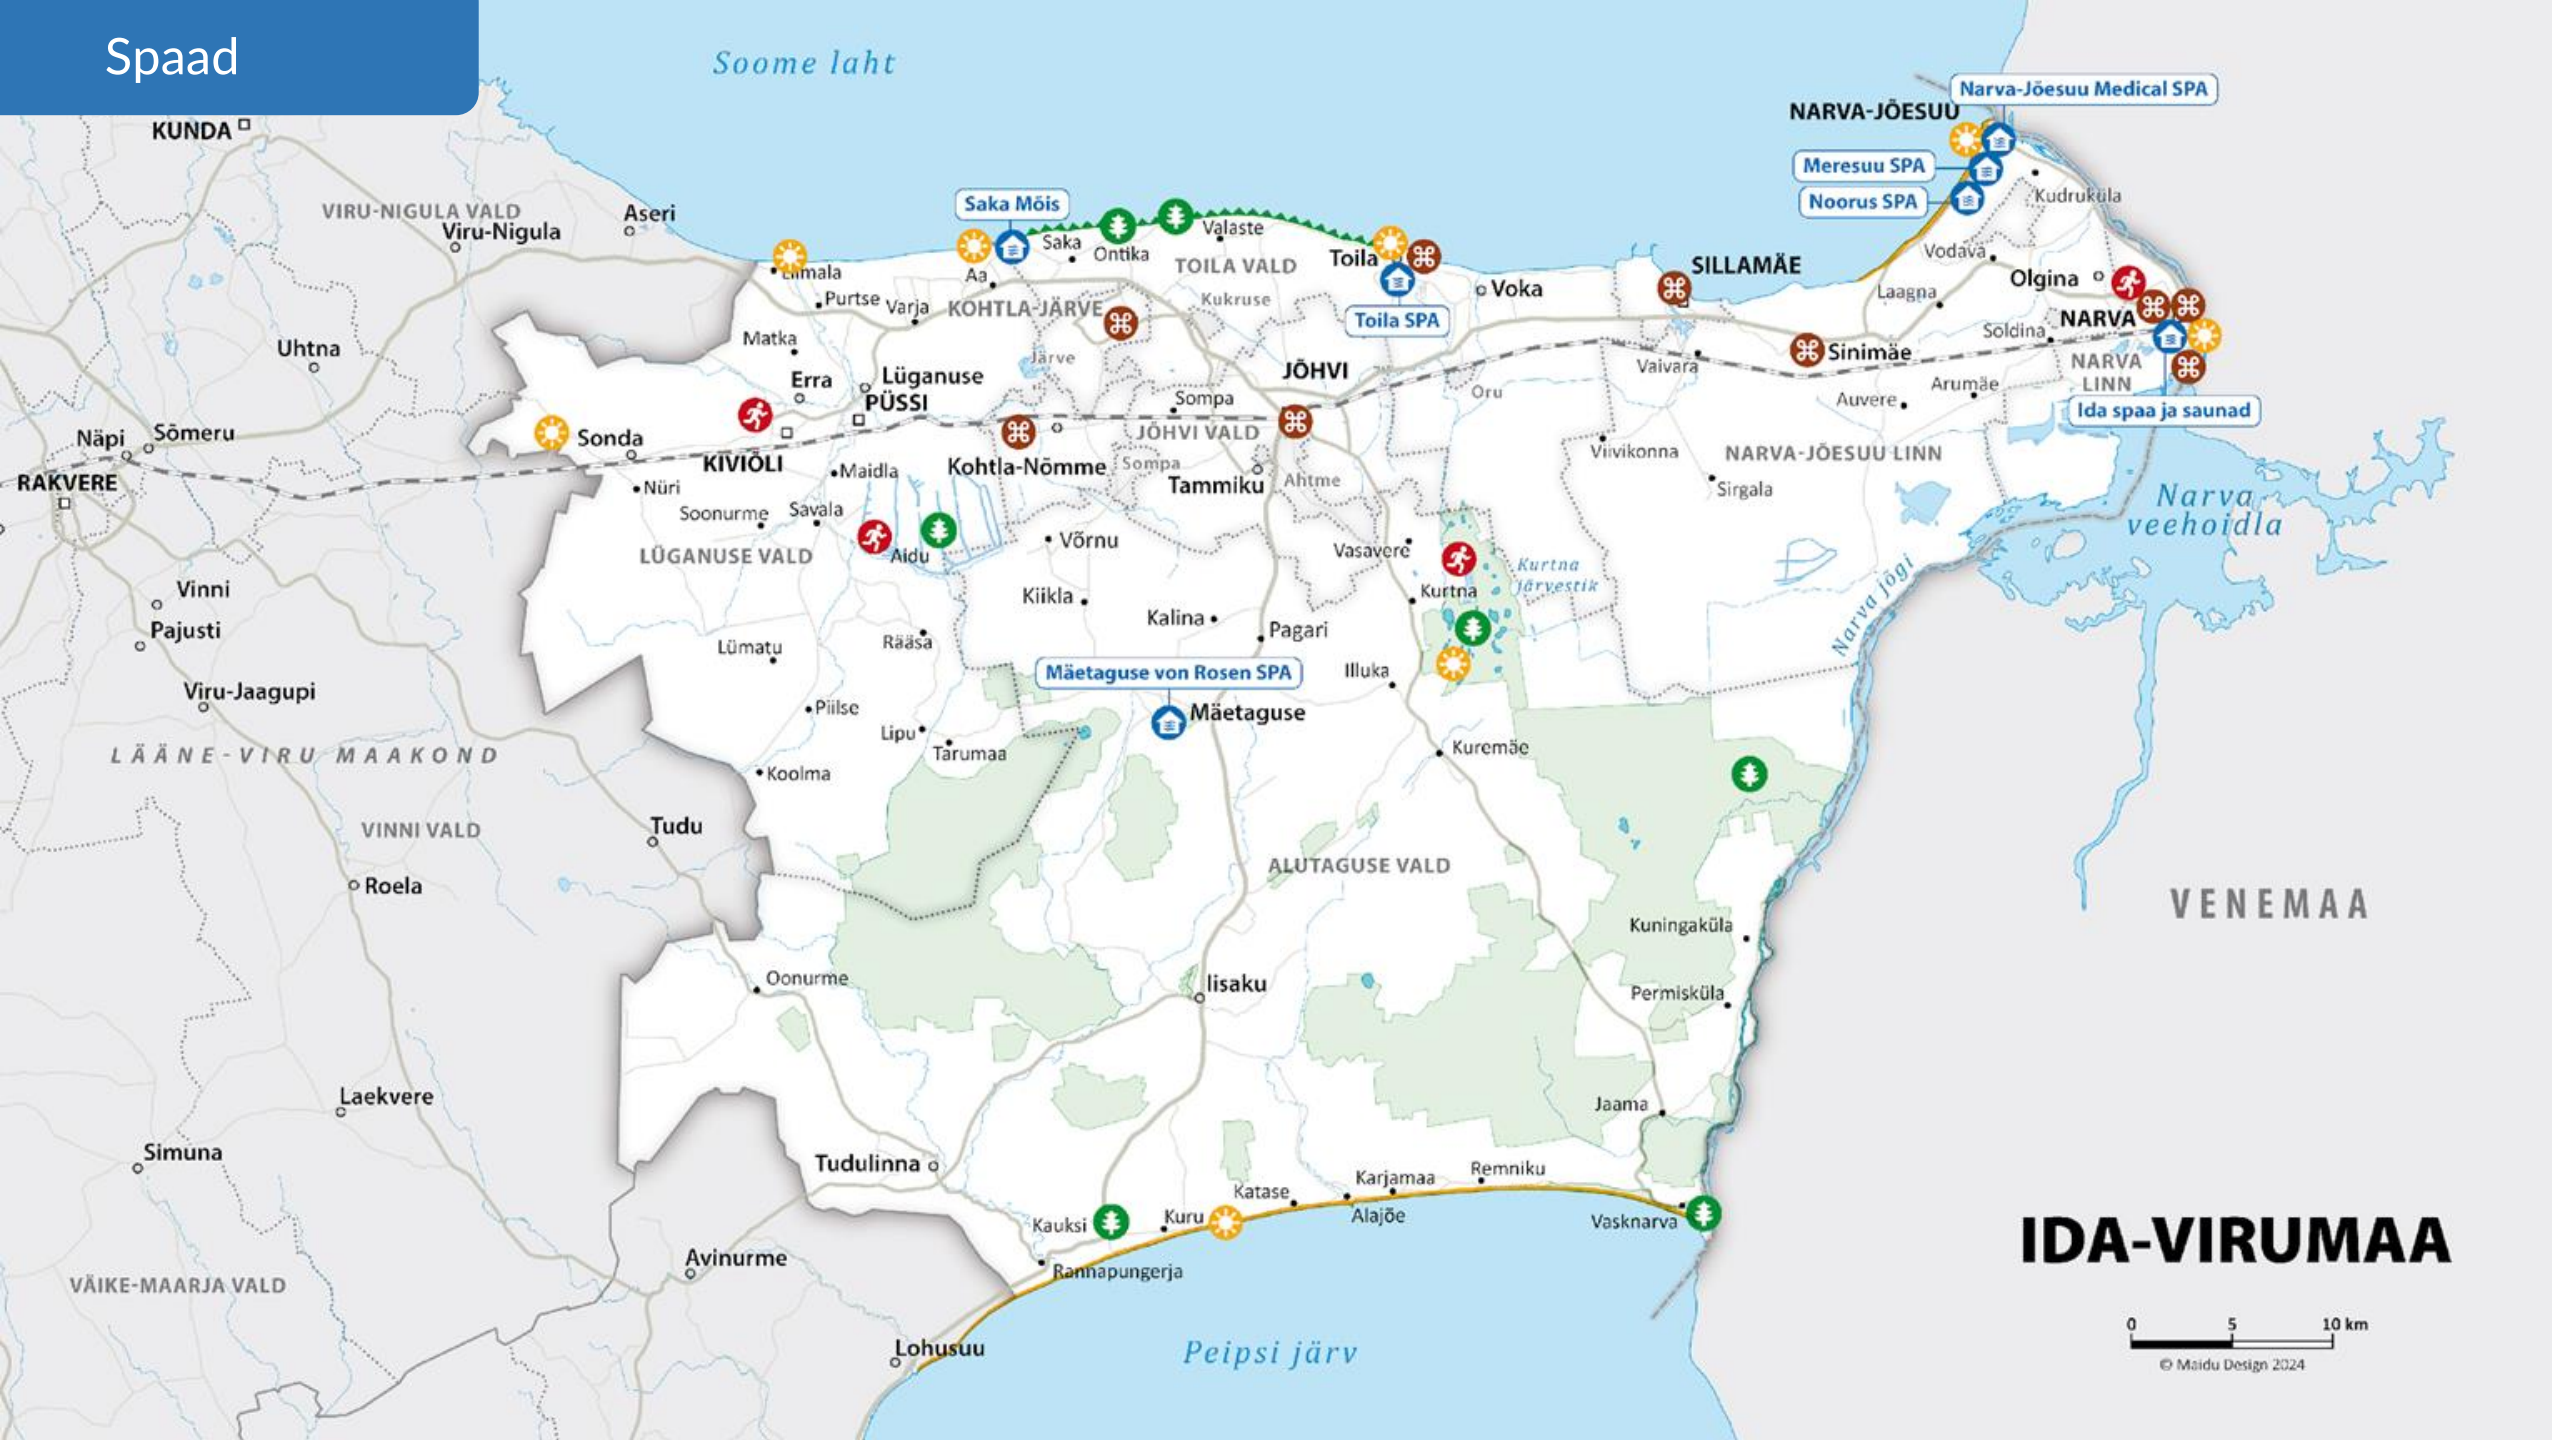 Spaad
Soome laht
Narva-Jõesuu Medical SPA
NARVA-JÕESUU
KUNDA
Meresuu SPA
Noorus SPA
Kudruküla
Saka Mõis
VIRU-NIGULA VALD
Viru-Nigula
Aseri
Saka
Ontika
Valaste
Toila
TOILA VALD
Vodava
SILLAMÄE
Olgina
Liimala
Aa
Purtse
Varja
KOHTLA-JÄRVE
Kukruse
Voka
Laagna
Toila SPA
NARVA
Soldina
Matka
Uhtna
Järve
Sinimäe
Vaivara
NARVA
LINN
Erra
Lüganuse
PÜSSI
JÕHVI
Sompa
Oru
Arumäe
Auvere
Ida spaa ja saunad
Näpi
Sõmeru
Sonda
JÕHVI VALD
RAKVERE
KIVIÕLI
Maidla
Kohtla-Nõmme
Sompa
Tammiku
Ahtme
Viivikonna
NARVA-JÕESUU LINN
Nüri
Sirgala
Narva
veehoidla
Soonurme
Savala
LÜGANUSE VALD
Aidu
Võrnu
Vasavere
Kurtna
järvestik
Vinni
Kiikla
Kurtna
Narva jõgi
Pajusti
Kalina
Pagari
Lümatu
Rääsa
Mäetaguse von Rosen SPA
Illuka
Viru-Jaagupi
Piilse
Mäetaguse
Lipu
Tarumaa
Kuremäe
LÄÄNE-VIRU MAAKOND
Koolma
VINNI VALD
Tudu
ALUTAGUSE VALD
Roela
VENEMAA
Kuningaküla
Oonurme
Iisaku
Permisküla
Laekvere
Jaama
Simuna
Tudulinna
Karjamaa
Remniku
Katase
Kauksi
Kuru
Alajõe
Vasknarva
IDA-VIRUMAA
Avinurme
Rannapungerja
VÄIKE-MAARJA VALD
0 5 10 km
Lohusuu
Peipsi järv
© Maidu Design 2024